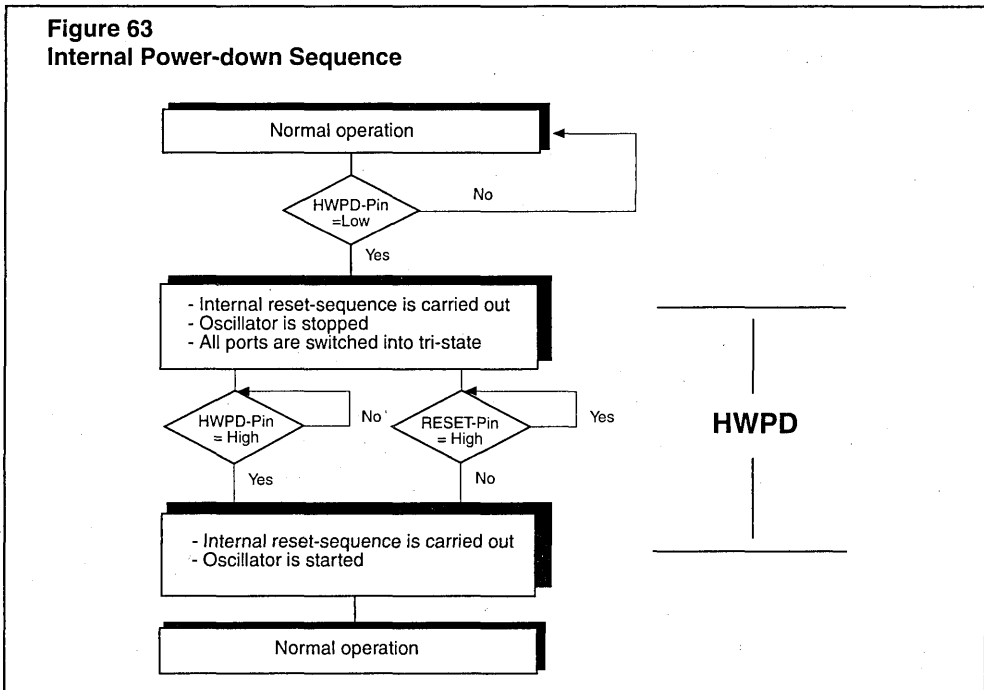 Figure 63
Internal Power-down Sequence
Normal operation
No
HWPD-Pin
=Low
Yes
- Internal reset-sequence is carried out
- Oscillator is stopped
- All ports are switched into tri-state
HWPD-Pin
= High
No
RESET-Pin
= High
Yes
HWPD
Yes
No
- Internal reset-sequence is carried out
- Oscillator is started
Normal operation